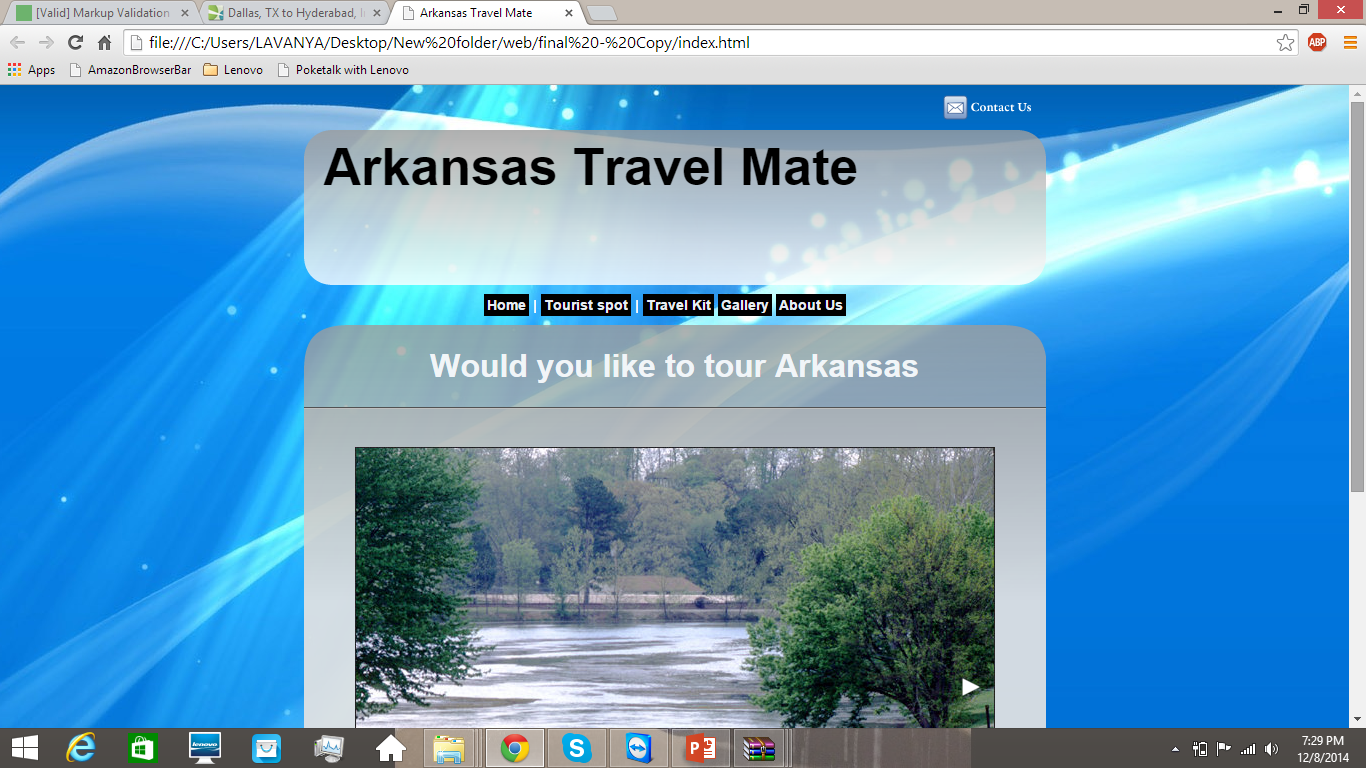 [Valid] Markup Validation
Dallas, TX to Hyderabad, I
Arkansas Travel Mate
file:///C:/Users/LAVANYA/Desktop/New%20folder/web/final%20-%20Copy/index.html
ABP
Apps AmazonBrowserBar Lenovo Poketalk with Lenovo
Contact Us
Arkansas Travel Mate
Home | Tourist spot | Travel Kit Gallery About Us
Would you like to tour Arkansas
lenovo
7:29 PM
12/8/2014